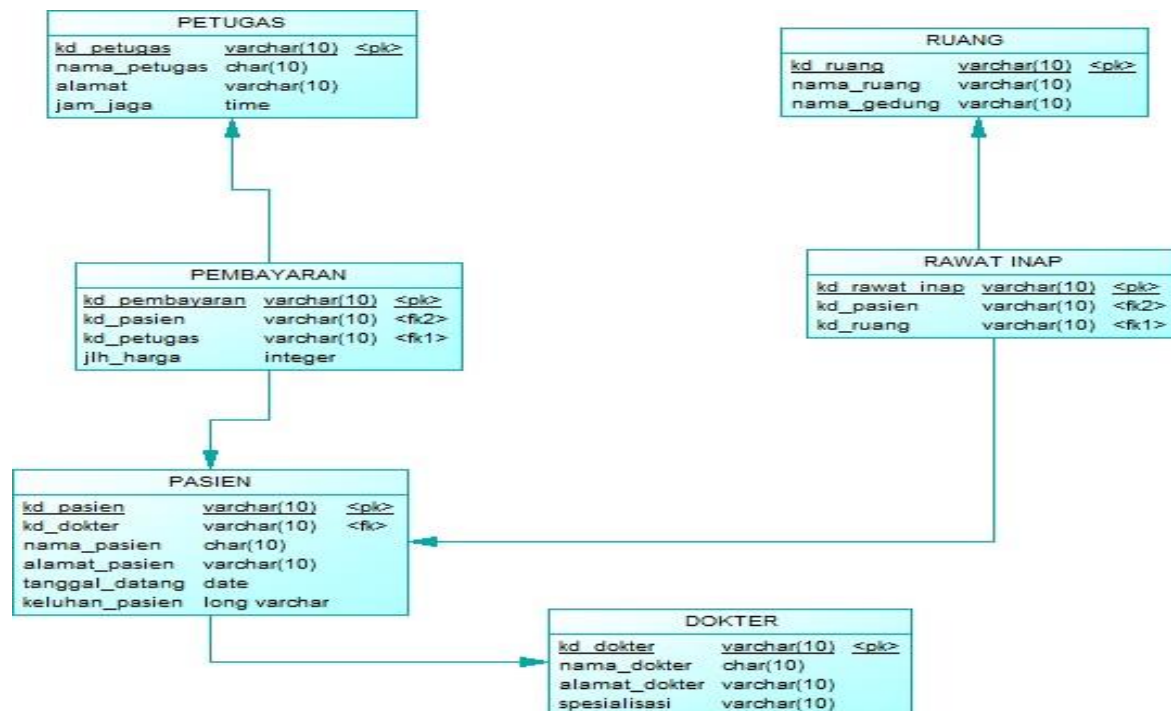 PETUGAS
kd_petugas varchar(10) <pk>
nama_petugas char(10)
alamat varchar(10)
jam_jaga time
RUANG
kd_ruang varchar(10) <pk>
nama_ruang varchar(10)
nama_gedung varchar(10)
PEMBAYARAN
kd_pembayaran varchar(10) <pk>
kd_pasien varchar(10) <fk2>
kd_petugas varchar(10) <fk1>
jlh_harga integer
RAWAT INAP
kd_rawat_inap varchar(10) <pk>
kd_pasien varchar(10) <fk2>
kd_ruang varchar(10) <fk1>
PASIEN
kd_pasien varchar(10) <pk>
kd_dokter varchar(10) <fk>
nama_pasien char(10)
alamat_pasien varchar(10)
tanggal_datang date
keluhan_pasien long varchar
DOKTER
kd_dokter varchar(10) <pk>
nama_dokter char(10)
alamat_dokter varchar(10)
spesialisasi varchar(10)